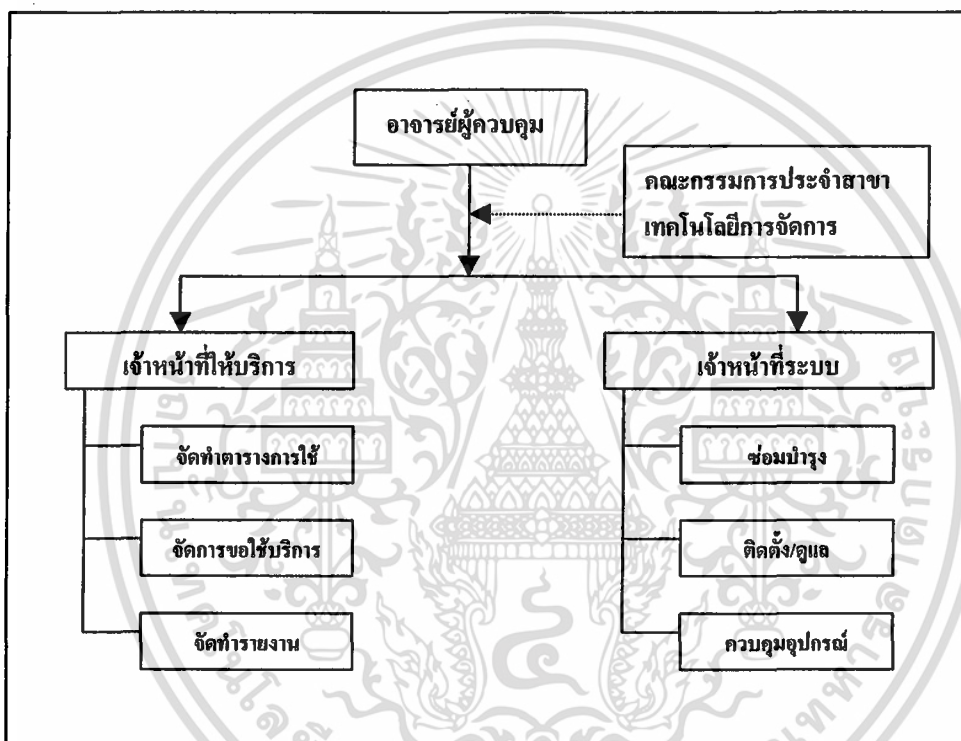 อาจารย์ผู้ควบคุม
คณะกรรมการประจำสาขา
เทคโนโลยีการจัดการ
เจ้าหน้าที่ให้บริการ
เจ้าหน้าที่ระบบ
จัดทำตารางการใช้
ซ่อมบำรุง
จัดการขอใช้บริการ
ติดตั้ง/ดูแล
จัดทำรายงาน
ควบคุมอุปกรณ์